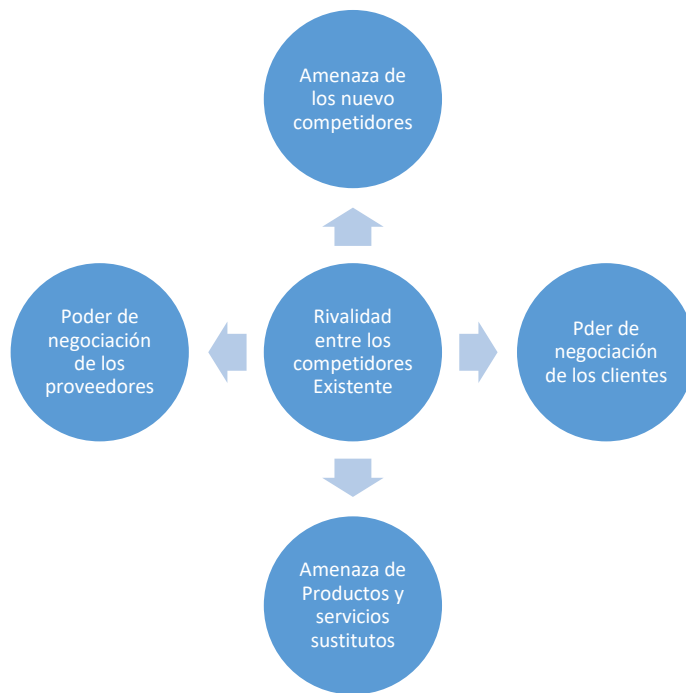 Amenaza de
los nuevo
competidores
Poder de
negociación
de los
proveedores
Rivalidad
entre los
competidores
Existente
Pder de
negociación
de los clientes
Amenaza de
Productos y
servicios
sustitutos